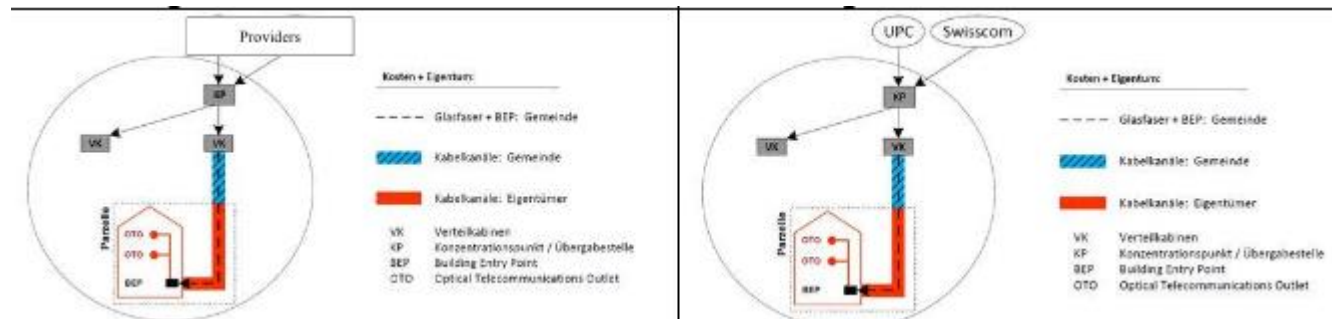 Providers
KP
VK
VK
Parzelle
OTO
OTO
BEP
Kosten + Eigentum:
Glasfaser + BEP: Gemeinde
Kabelkanäle: Gemeinde
Kabelkanäle: Eigentümer
VK Verteilkabinen
KP Konzentrationspunkt / Übergabestelle
BEP Building Entry Point
OTO Optical Telecommunications Outlet
UPC Swisscom
KP
VK
VK
Parzelle
OTO
OTO
BEP
Kosten + Eigentum:
Glasfaser + BEP: Gemeinde
Kabelkanäle: Gemeinde
Kabelkanäle: Eigentümer
VK Verteilkabinen
KP Konzentrationspunkt / Übergabestelle
BEP Building Entry Point
OTO Optical Telecommunications Outlet